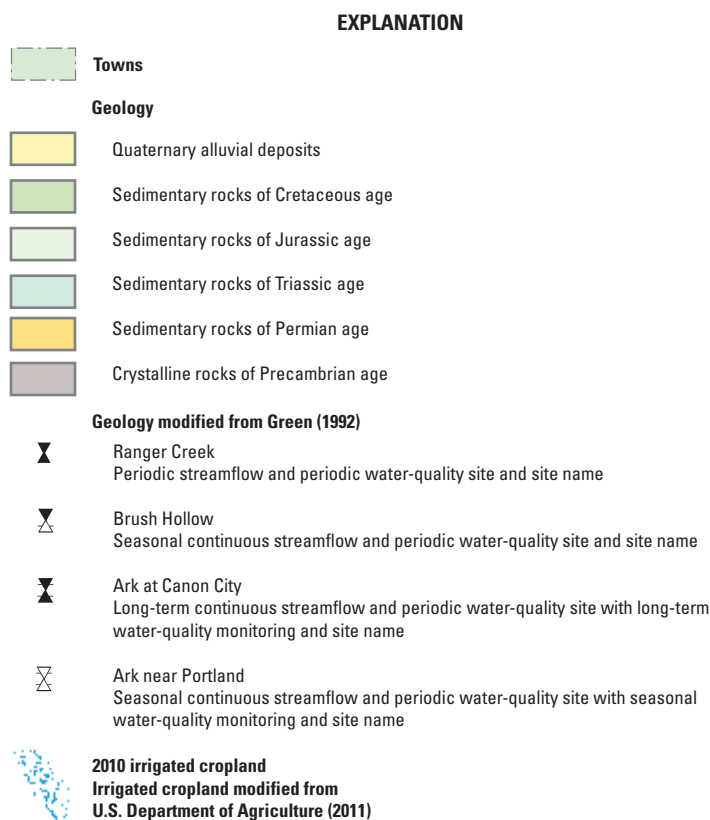 EXPLANATION
Towns
Geology
Quaternary alluvial deposits
Sedimentary rocks of Cretaceous age
Sedimentary rocks of Jurassic age
Sedimentary rocks of Triassic age
Sedimentary rocks of Permian age
Crystalline rocks of Precambrian age
Geology modified from Green (1992)
Ranger Creek
Periodic streamflow and periodic water-quality site and site name
Brush Hollow
Seasonal continuous streamflow and periodic water-quality site and site name
Ark at Canon City
Long-term continuous streamflow and periodic water-quality site with long-term
water-quality monitoring and site name
Ark near Portland
Seasonal continuous streamflow and periodic water-quality site with seasonal
water-quality monitoring and site name
2010 irrigated cropland
Irrigated cropland modified from
U.S. Department of Agriculture (2011)